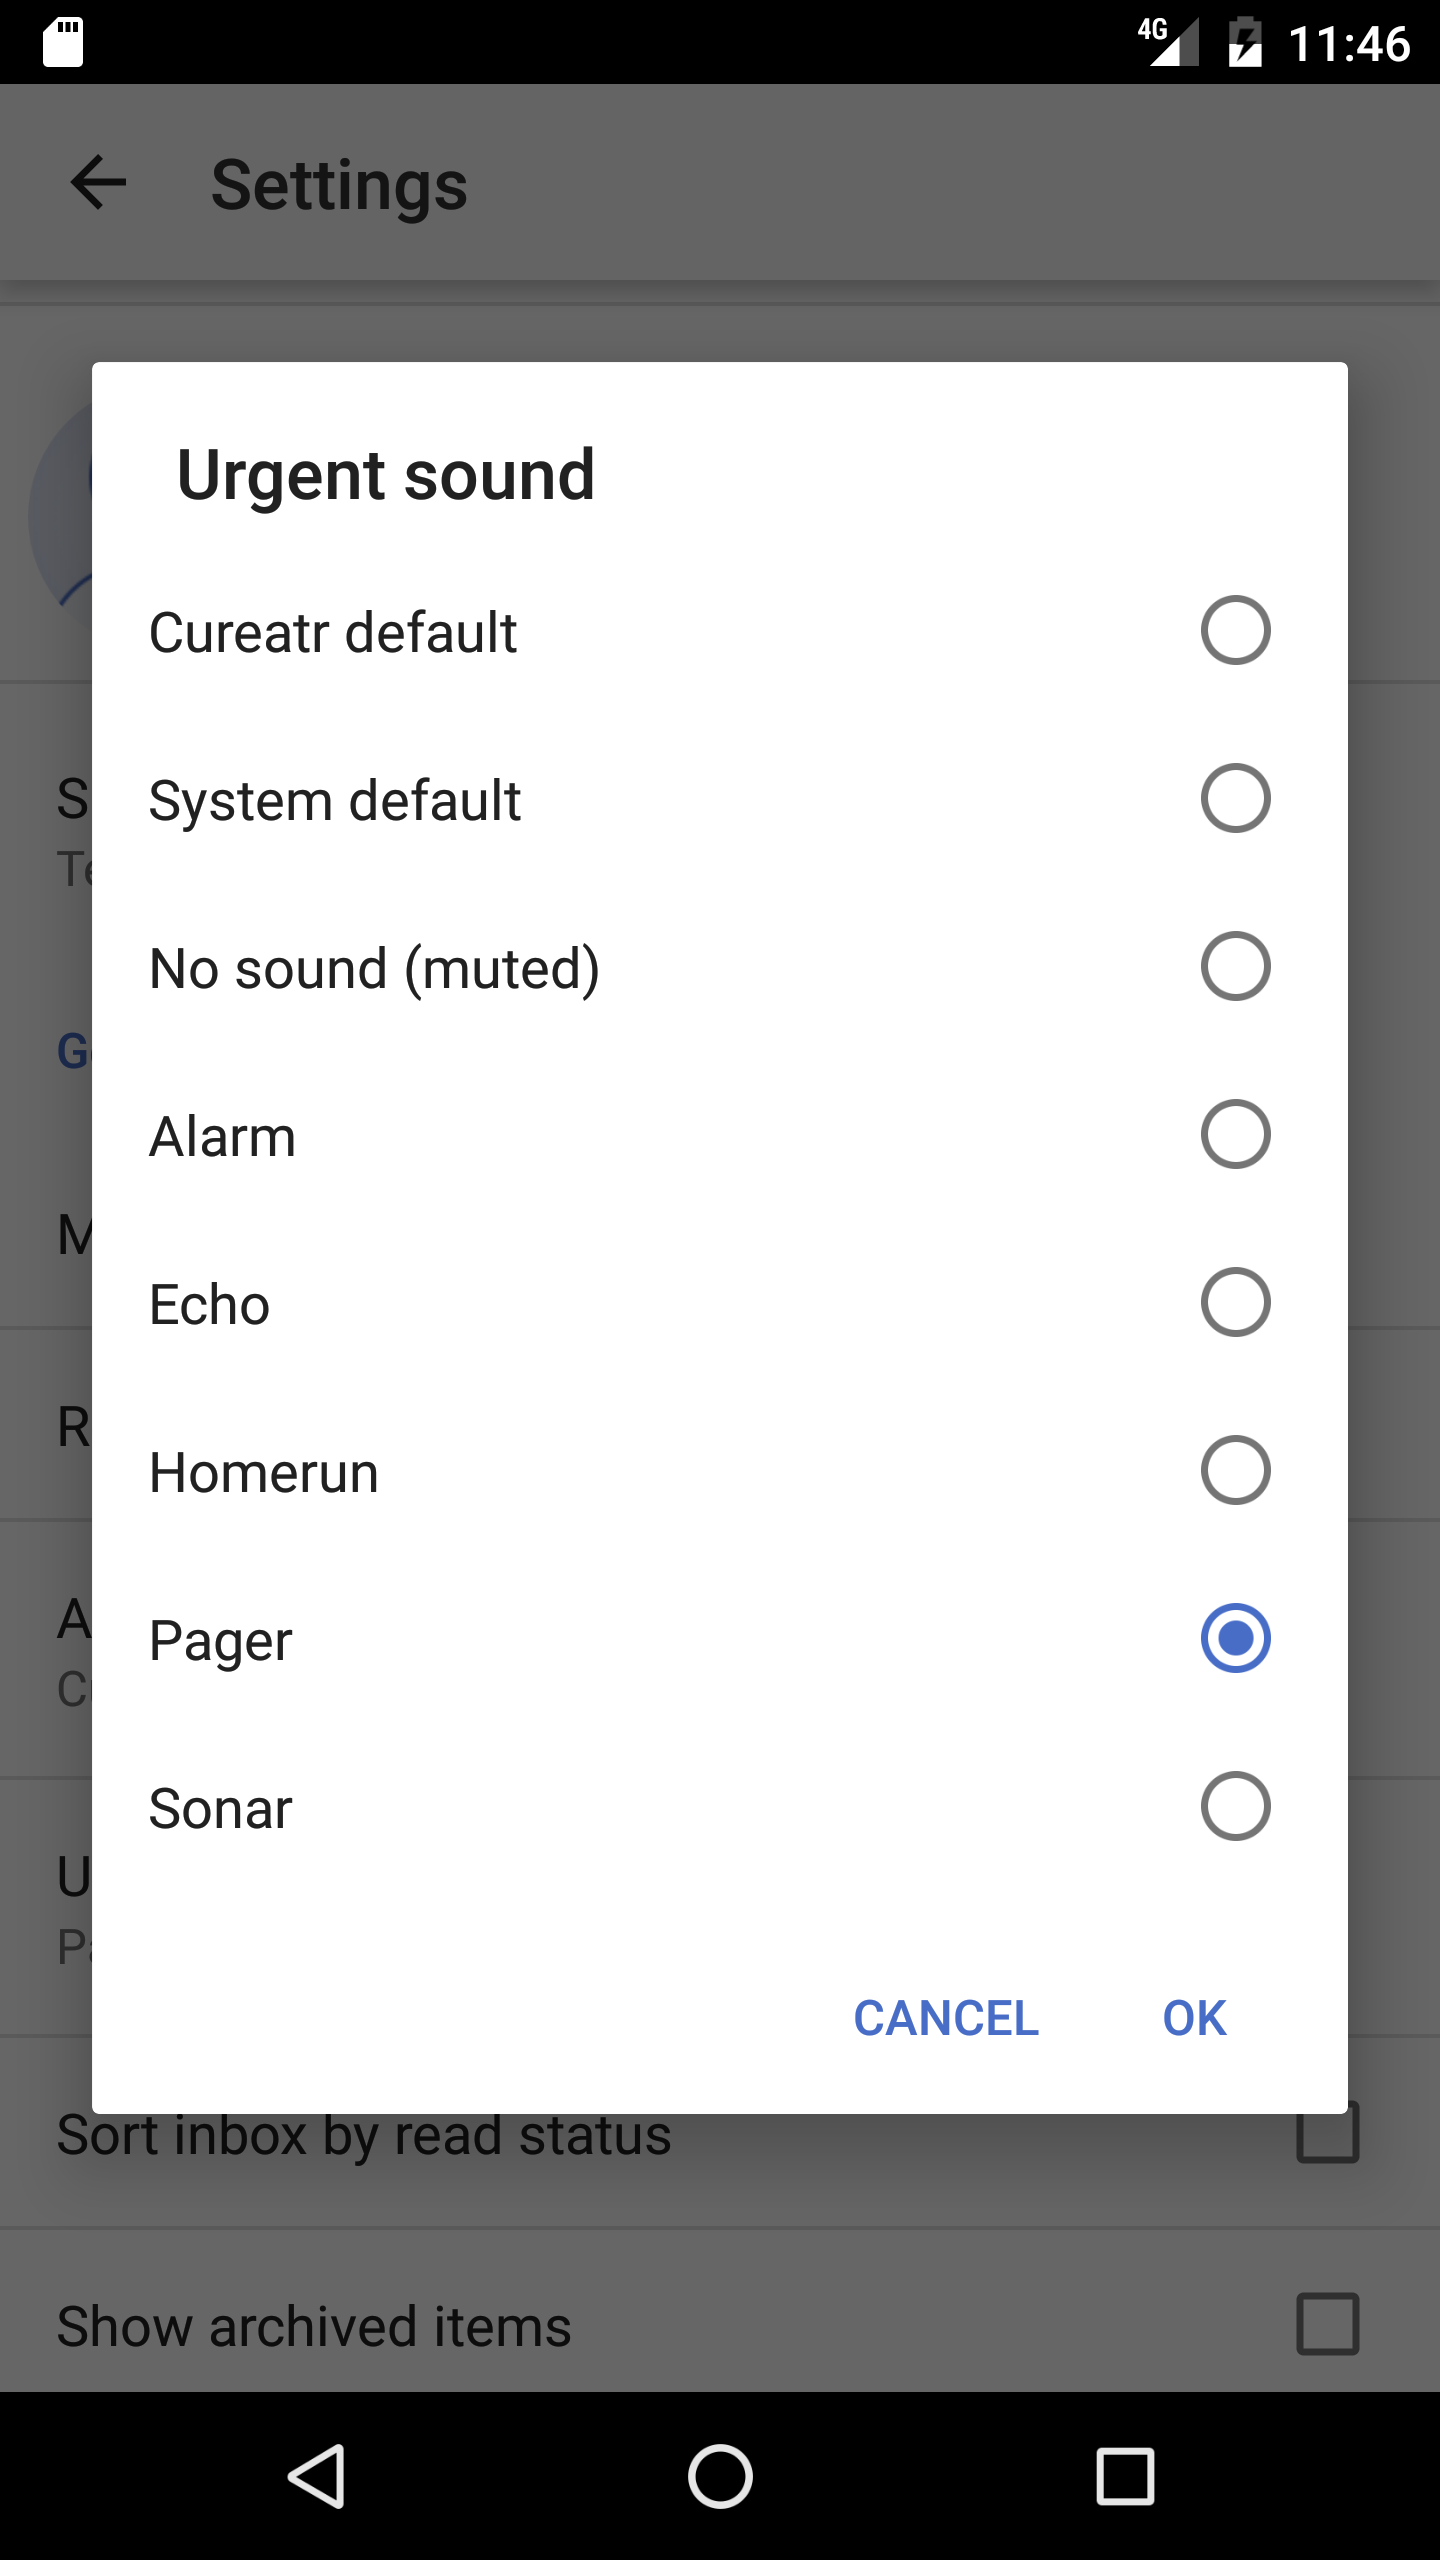 4G 11:46
Settings
Urgent sound
Cureatr default
System default
No sound (muted)
Alarm
Echo
Homerun
Pager
Sonar
CANCEL OK
Sort inbox by read status
Show archived items